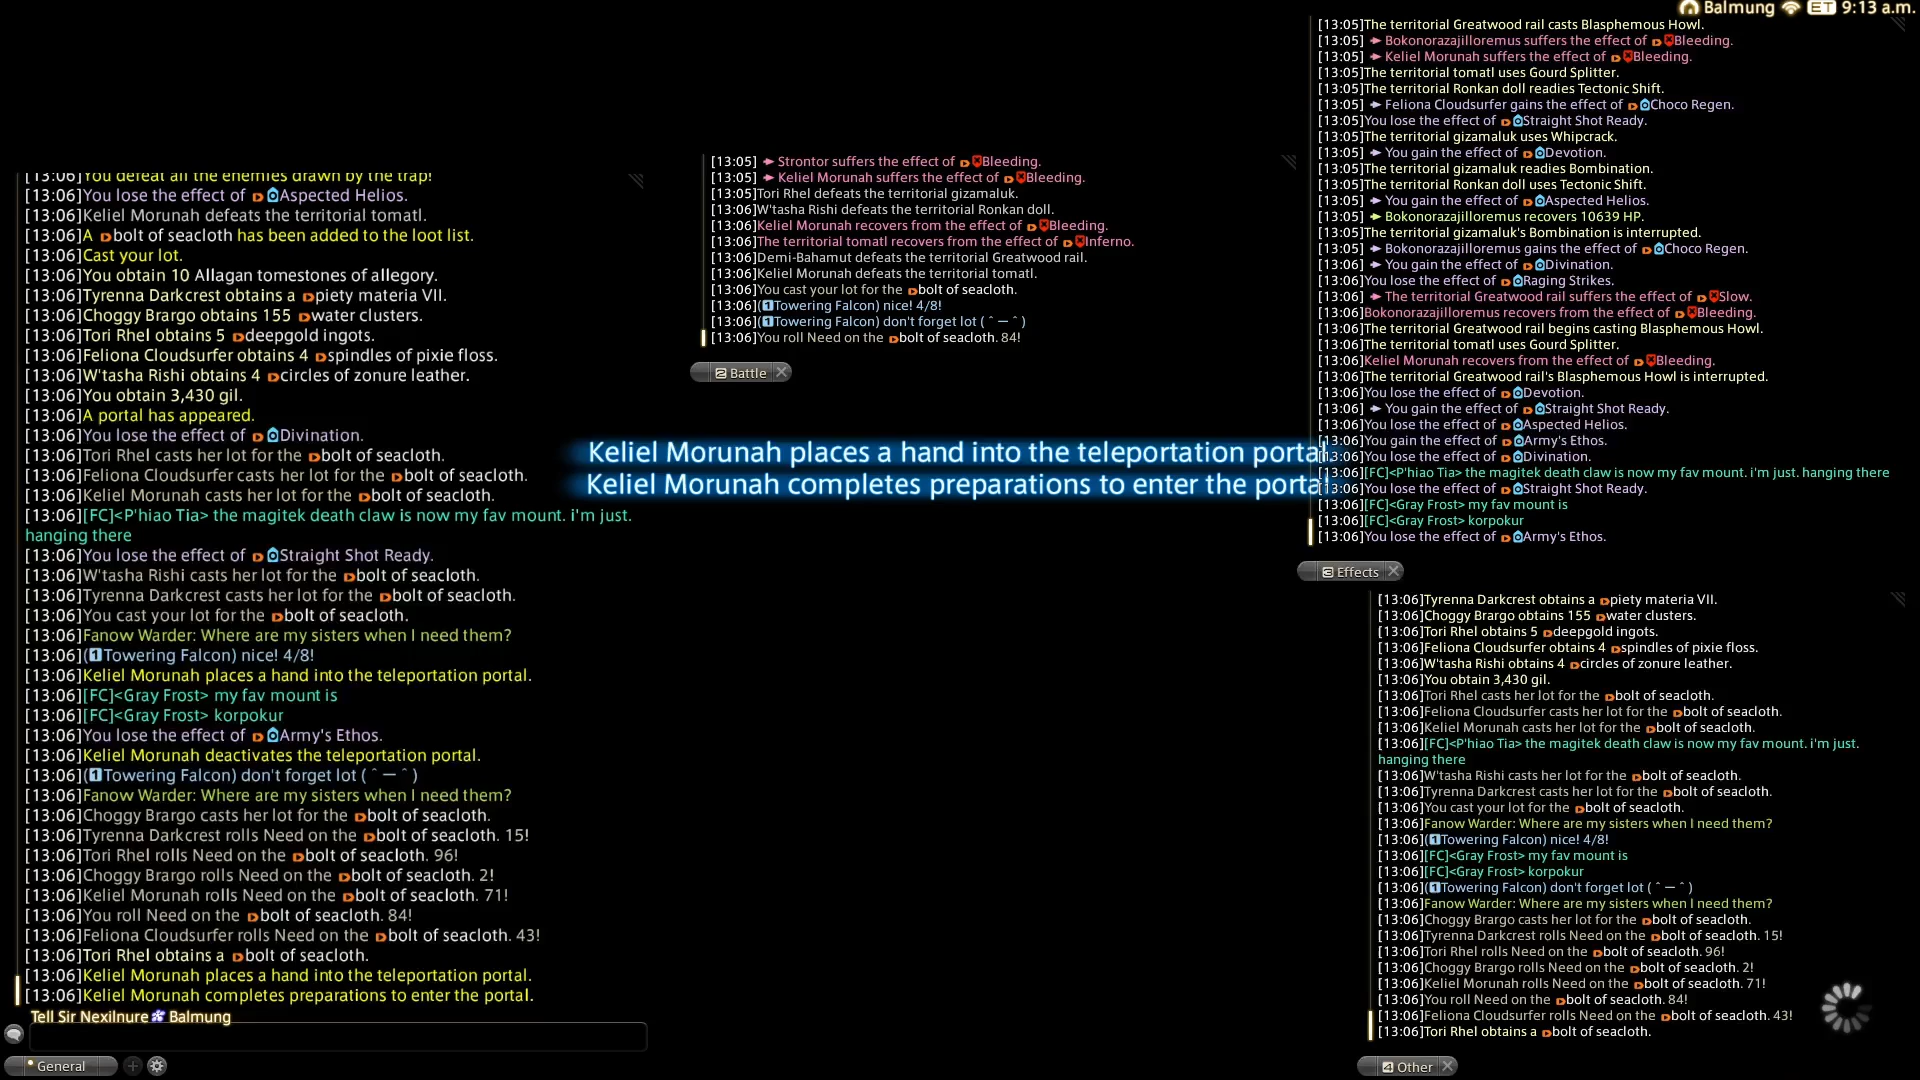 Balmung ET 9:13 a.m.
[13:06]You defeat all the enemies drawn by the trap!
[13:06]You lose the effect of Aspected Helios.
[13:06]Keliel Morunah defeats the territorial tomatl.
[13:06]A bolt of seacloth has been added to the loot list.
[13:06]Cast your lot.
[13:06]You obtain 10 Allagan tomestones of allegory.
[13:06]Tyrenna Darkcrest obtains a piety materia VII.
[13:06]Choggy Brargo obtains 155 water clusters.
[13:06]Tori Rhel obtains 5 deepgold ingots.
[13:06]Feliona Cloudsurfer obtains 4 spindles of pixie floss.
[13:06]W'tasha Rishi obtains 4 circles of zonure leather.
[13:06]You obtain 3,430 gil.
[13:06]A portal has appeared.
[13:06]You lose the effect of Divination.
[13:06]Tori Rhel casts her lot for the bolt of seacloth.
[13:06]Feliona Cloudsurfer casts her lot for the bolt of seacloth.
[13:06]Keliel Morunah casts her lot for the bolt of seacloth.
[13:06][FC]<P'hiao Tia> the magitek death claw is now my fav mount. i'm just.
hanging there
[13:06]You lose the effect of Straight Shot Ready.
[13:06]W'tasha Rishi casts her lot for the bolt of seacloth.
[13:06]Tyrenna Darkcrest casts her lot for the bolt of seacloth.
[13:06]You cast your lot for the bolt of seacloth.
[13:06]Fanow Warder: Where are my sisters when I need them?
[13:06](1Towering Falcon) nice! 4/8!
[13:06]Keliel Morunah places a hand into the teleportation portal.
[13:06][FC]<Gray Frost> my fav mount is
[13:06][FC]<Gray Frost> korpokur
[13:06]You lose the effect of Army's Ethos.
[13:06]Keliel Morunah deactivates the teleportation portal.
[13:06](1Towering Falcon) don't forget lot ( ˆ — ˆ )
[13:06]Fanow Warder: Where are my sisters when I need them?
[13:06]Choggy Brargo casts her lot for the bolt of seacloth.
[13:06]Tyrenna Darkcrest rolls Need on the bolt of seacloth. 15!
[13:06]Tori Rhel rolls Need on the bolt of seacloth. 96!
[13:06]Choggy Brargo rolls Need on the bolt of seacloth. 2!
[13:06]Keliel Morunah rolls Need on the bolt of seacloth. 71!
[13:06]You roll Need on the bolt of seacloth. 84!
[13:06]Feliona Cloudsurfer rolls Need on the bolt of seacloth. 43!
[13:06]Tori Rhel obtains a bolt of seacloth.
[13:06]Keliel Morunah places a hand into the teleportation portal.
[13:06]Keliel Morunah completes preparations to enter the portal.
Tell Sir Nexilnure Balmung
General
[13:05] Strontor suffers the effect of Bleeding.
[13:05] Keliel Morunah suffers the effect of Bleeding.
[13:05]Tori Rhel defeats the territorial gizamaluk.
[13:06]W'tasha Rishi defeats the territorial Ronkan doll.
[13:06]Keliel Morunah recovers from the effect of Bleeding.
[13:06]The territorial tomatl recovers from the effect of Inferno.
[13:06]Demi-Bahamut defeats the territorial Greatwood rail.
[13:06]Keliel Morunah defeats the territorial tomatl.
[13:06]You cast your lot for the bolt of seacloth.
[13:06](1Towering Falcon) nice! 4/8!
[13:06](1Towering Falcon) don't forget lot ( ˆ — ˆ )
[13:06]You roll Need on the bolt of seacloth. 84!
2 Battle
Keliel Morunah places a hand into the teleportation portal.
Keliel Morunah completes preparations to enter the portal.
[13:05]The territorial Greatwood rail casts Blasphemous Howl.
[13:05] Bokonorazajilloremus suffers the effect of Bleeding.
[13:05] Keliel Morunah suffers the effect of Bleeding.
[13:05]The territorial tomatl uses Gourd Splitter.
[13:05]The territorial Ronkan doll readies Tectonic Shift.
[13:05] Feliona Cloudsurfer gains the effect of Choco Regen.
[13:05]You lose the effect of Straight Shot Ready.
[13:05]The territorial gizamaluk uses Whipcrack.
[13:05] You gain the effect of Devotion.
[13:05]The territorial gizamaluk readies Bombination.
[13:05]The territorial Ronkan doll uses Tectonic Shift.
[13:05] You gain the effect of Aspected Helios.
[13:05] Bokonorazajilloremus recovers 10639 HP.
[13:05]The territorial gizamaluk's Bombination is interrupted.
[13:06] Bokonorazajilloremus gains the effect of Choco Regen.
[13:06] You gain the effect of Divination.
[13:06]You lose the effect of Raging Strikes.
[13:06] The territorial Greatwood rail suffers the effect of Slow.
[13:06]Bokonorazajilloremus recovers from the effect of Bleeding.
[13:06]The territorial Greatwood rail begins casting Blasphemous Howl.
[13:06]The territorial tomatl uses Gourd Splitter.
[13:06]Keliel Morunah recovers from the effect of Bleeding.
[13:06]The territorial Greatwood rail's Blasphemous Howl is interrupted.
[13:06]You lose the effect of Devotion.
[13:06] You gain the effect of Straight Shot Ready.
[13:06]You lose the effect of Aspected Helios.
[13:06]You gain the effect of Army's Ethos.
[13:06]You lose the effect of Divination.
[13:06][FC]<P'hiao Tia> the magitek death claw is now my fav mount. i'm just. hanging there
[13:06]You lose the effect of Straight Shot Ready.
[13:06][FC]<Gray Frost> my fav mount is
[13:06][FC]<Gray Frost> korpokur
[13:06]You lose the effect of Army's Ethos.
3 Effects
[13:06]Tyrenna Darkcrest obtains a piety materia VII.
[13:06]Choggy Brargo obtains 155 water clusters.
[13:06]Tori Rhel obtains 5 deepgold ingots.
[13:06]Feliona Cloudsurfer obtains 4 spindles of pixie floss.
[13:06]W'tasha Rishi obtains 4 circles of zonure leather.
[13:06]You obtain 3,430 gil.
[13:06]Tori Rhel casts her lot for the bolt of seacloth.
[13:06]Feliona Cloudsurfer casts her lot for the bolt of seacloth.
[13:06]Keliel Morunah casts her lot for the bolt of seacloth.
[13:06][FC]<P'hiao Tia> the magitek death claw is now my fav mount. i'm just.
hanging there
[13:06]W'tasha Rishi casts her lot for the bolt of seacloth.
[13:06]Tyrenna Darkcrest casts her lot for the bolt of seacloth.
[13:06]You cast your lot for the bolt of seacloth.
[13:06]Fanow Warder: Where are my sisters when I need them?
[13:06](1Towering Falcon) nice! 4/8!
[13:06][FC]<Gray Frost> my fav mount is
[13:06][FC]<Gray Frost> korpokur
[13:06](1Towering Falcon) don't forget lot ( ˆ — ˆ )
[13:06]Fanow Warder: Where are my sisters when I need them?
[13:06]Choggy Brargo casts her lot for the bolt of seacloth.
[13:06]Tyrenna Darkcrest rolls Need on the bolt of seacloth. 15!
[13:06]Tori Rhel rolls Need on the bolt of seacloth. 96!
[13:06]Choggy Brargo rolls Need on the bolt of seacloth. 2!
[13:06]Keliel Morunah rolls Need on the bolt of seacloth. 71!
[13:06]You roll Need on the bolt of seacloth. 84!
[13:06]Feliona Cloudsurfer rolls Need on the bolt of seacloth. 43!
[13:06]Tori Rhel obtains a bolt of seacloth.
4 Other